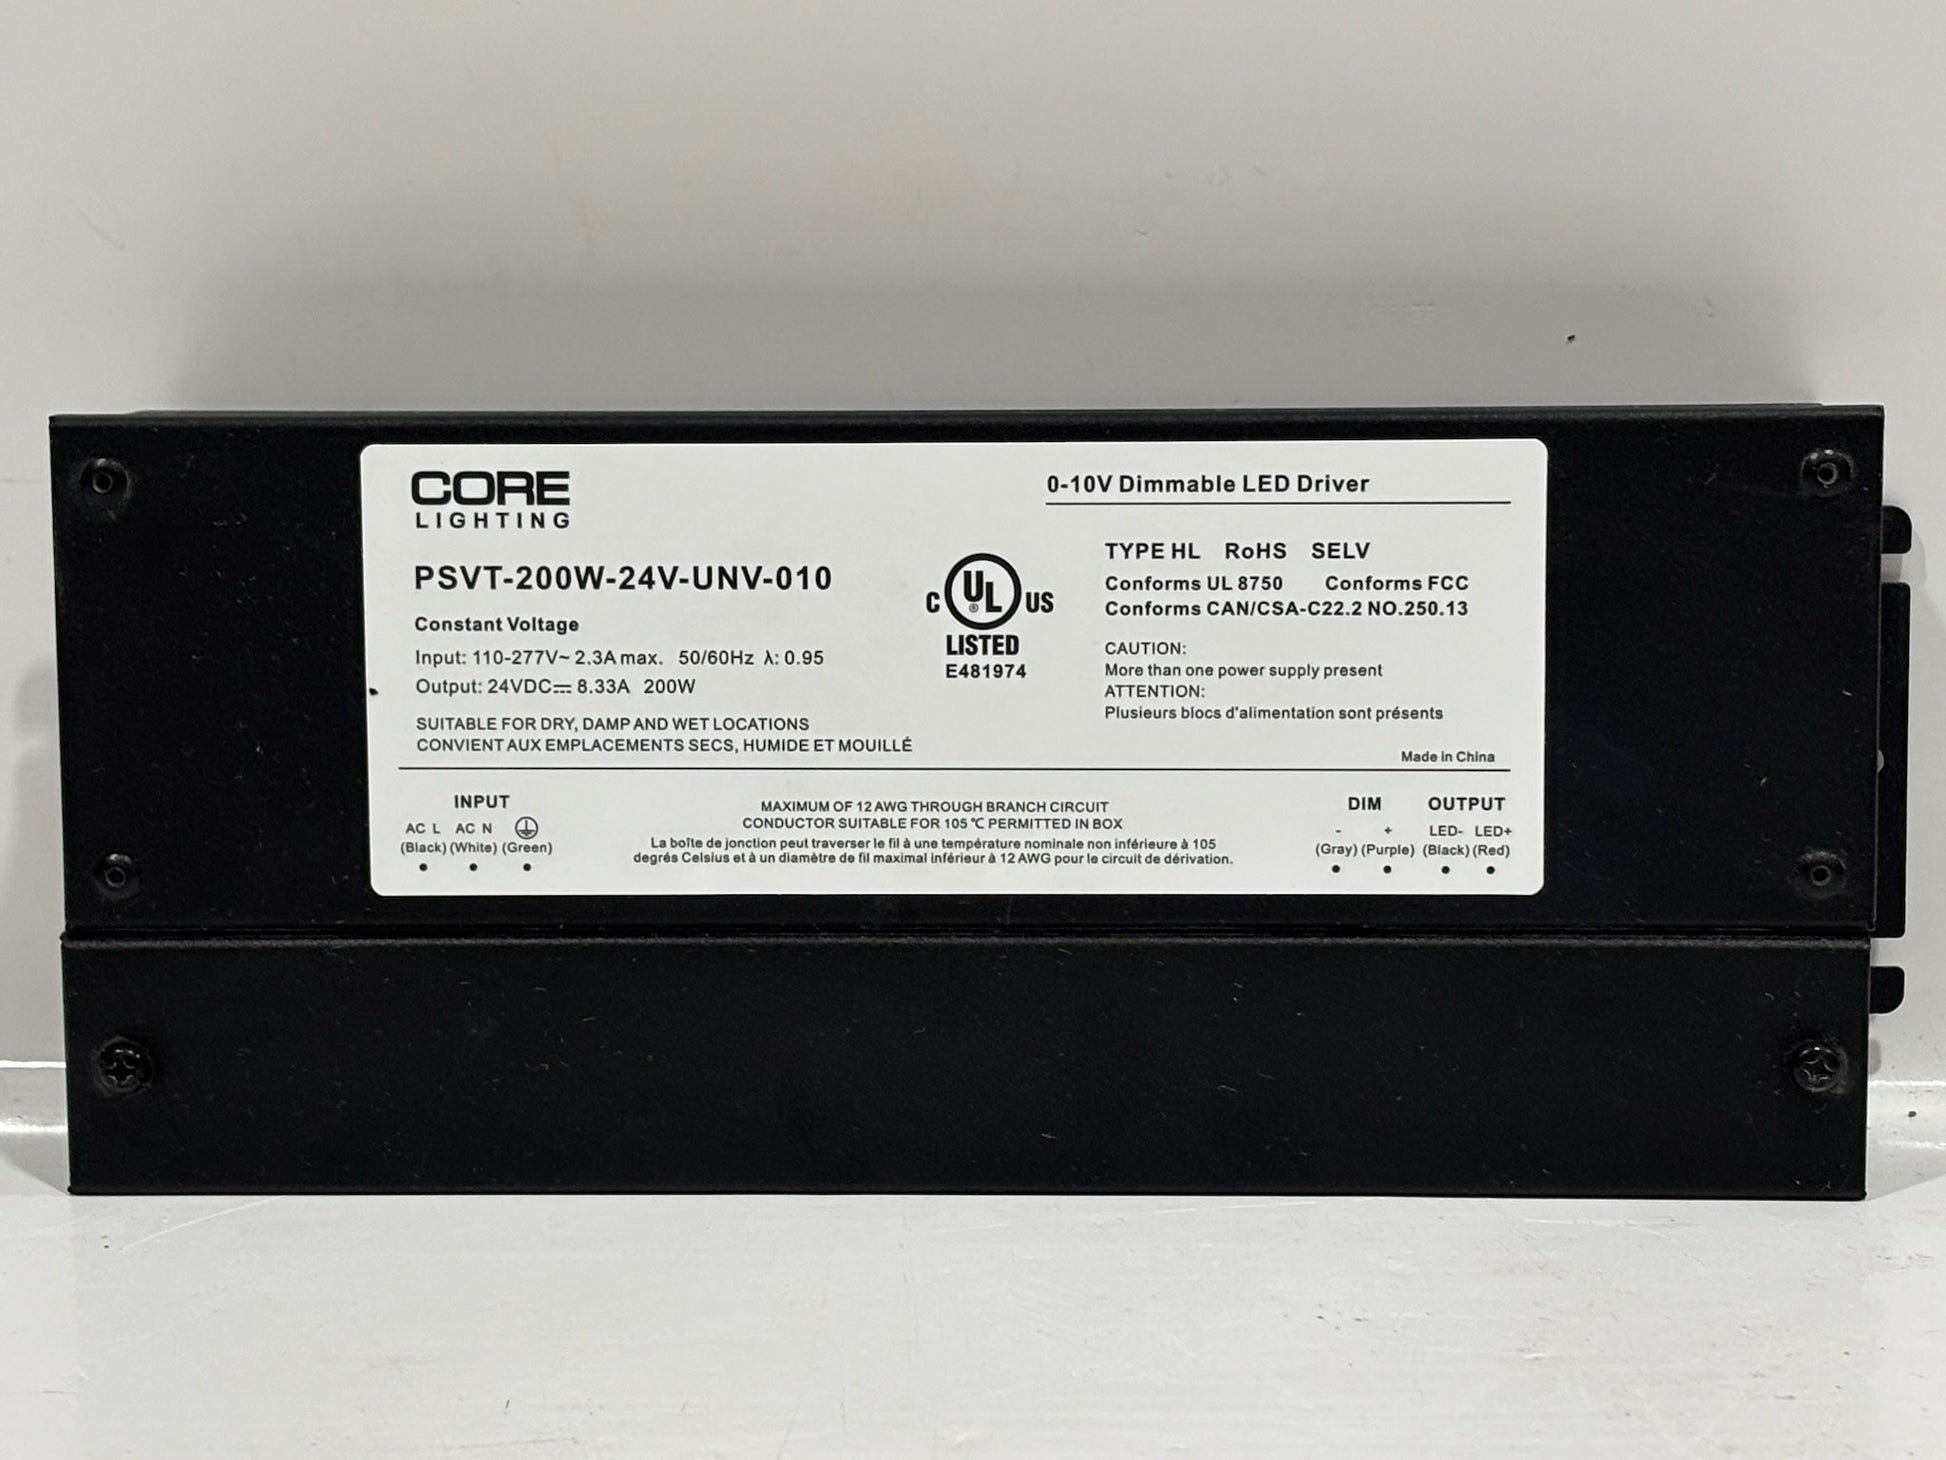 CORE
LIGHTING
0-10V Dimmable LED Driver
PSVT-200W-24V-UNV-010
Constant Voltage
Input: 110-277V~ 2.3A max. 50/60Hz λ: 0.95
Output: 24VDC⎓ 8.33A 200W
SUITABLE FOR DRY, DAMP AND WET LOCATIONS
CONVIENT AUX EMPLACEMENTS SECS, HUMIDE ET MOUILLÉ
C UL ® US
LISTED
E481974
TYPE HL RoHS SELV
Conforms UL 8750 Conforms FCC
Conforms CAN/CSA-C22.2 NO.250.13
CAUTION:
More than one power supply present
ATTENTION:
Plusieurs blocs d'alimentation sont présents
Made in China
INPUT
AC L AC N
(Black) (White) (Green)
MAXIMUM OF 12 AWG THROUGH BRANCH CIRCUIT
CONDUCTOR SUITABLE FOR 105 °C PERMITTED IN BOX
La boîte de jonction peut traverser le fil à une température nominale non inférieure à 105
degrés Celsius et à un diamètre de fil maximal inférieur à 12 AWG pour le circuit de dérivation.
DIM OUTPUT
- + LED- LED+
(Gray) (Purple) (Black) (Red)